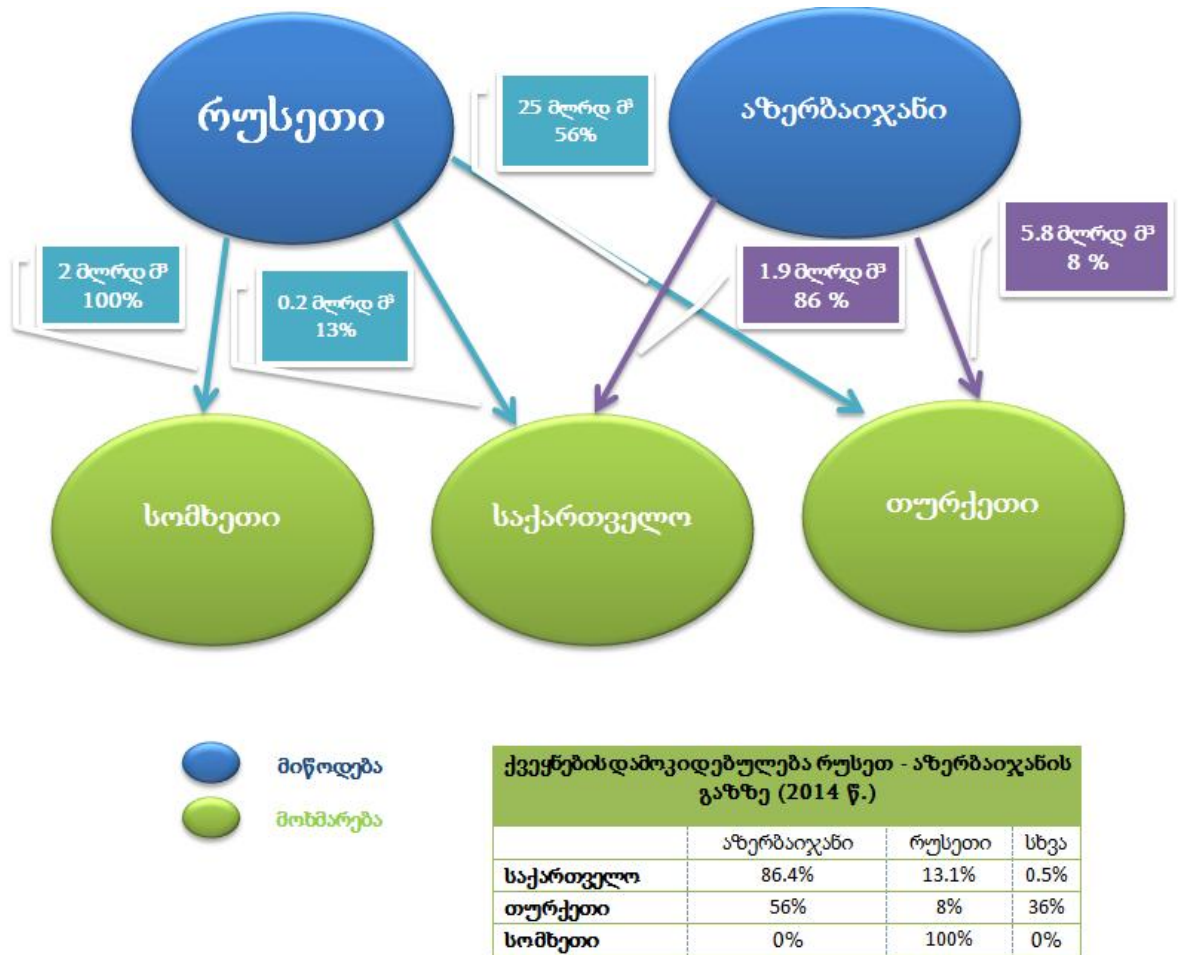 რუსეთი
აზერბაიჯანი
25 მლრდ მ³
56%
5.8 მლრდ მ³
8 %
2 მლრდ მ³
100%
0.2 მლრდ მ³
13%
1.9 მლრდ მ³
86 %
სომხეთი
საქართველო
თურქეთი
მიწოდება
მოხმარება
ქვეყნების დამოკიდებულება რუსეთ - აზერბაიჯანის
გაზზე (2014 წ.)
აზერბაიჯანი რუსეთი სხვა
საქართველო 86.4% 13.1% 0.5%
თურქეთი 56% 8% 36%
სომხეთი 0% 100% 0%